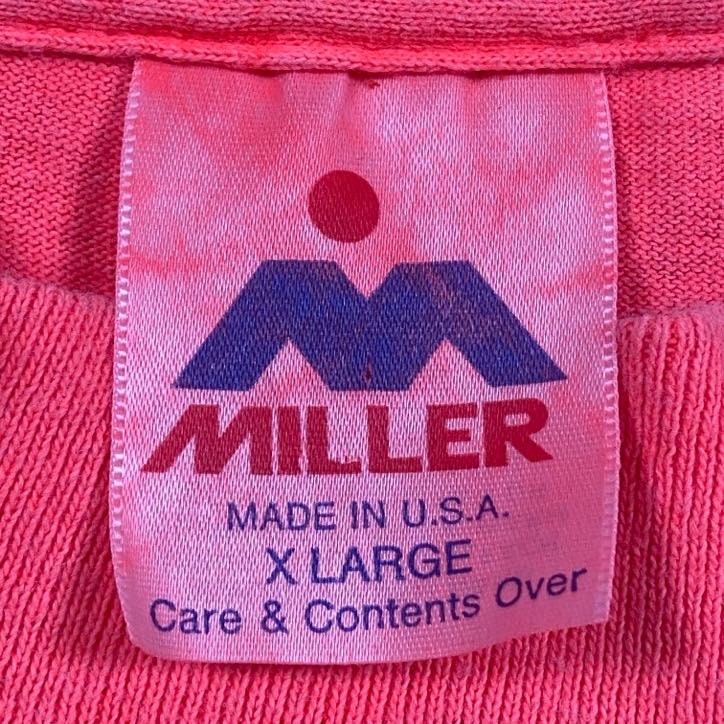 MILLER
MADE IN U.S.A.
X LARGE
Care & Contents Over